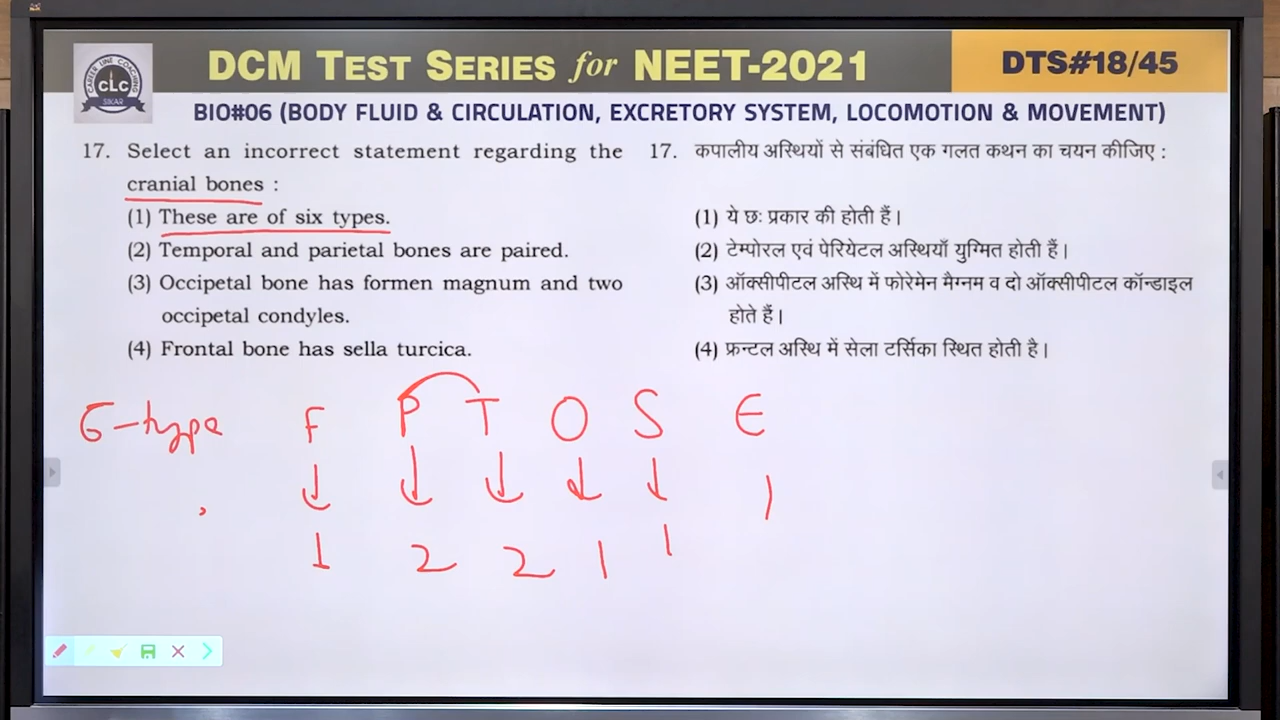 DCM TEST SERIES for NEET-2021
DTS#18/45
CAREER LINE COACHING
CLC
SIKAR
BIO#06 (BODY FLUID & CIRCULATION, EXCRETORY SYSTEM, LOCOMOTION & MOVEMENT)
17. Select an incorrect statement regarding the
cranial bones :
(1) These are of six types.
(2) Temporal and parietal bones are paired.
(3) Occipetal bone has formen magnum and two
occipetal condyles.
(4) Frontal bone has sella turcica.
17. कपालीय अस्थियों से संबंधित एक गलत कथन का चयन कीजिए :
(1) ये छः प्रकार की होती हैं।
(2) टेम्पोरल एवं पेरियेटल अस्थियाँ युग्मित होती हैं।
(3) ऑक्सीपीटल अस्थि में फोरेमेन मैग्नम व दो ऑक्सीपीटल कॉन्डाइल
होते हैं।
(4) फ्रन्टल अस्थि में सेला टर्सिका स्थित होती है।
6-type F P T O S E
1 2 2 1 1 1